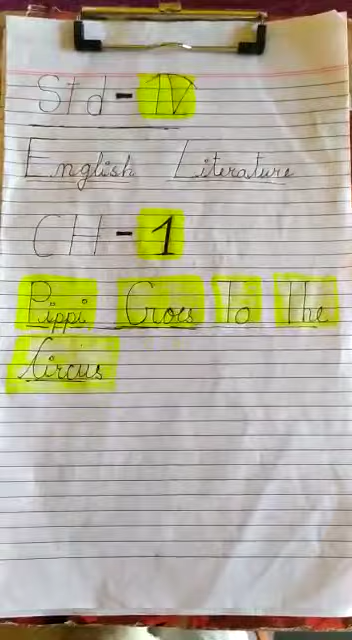 Std - IV
English Literature
CH - 1
Pippi Goes To The
Circus